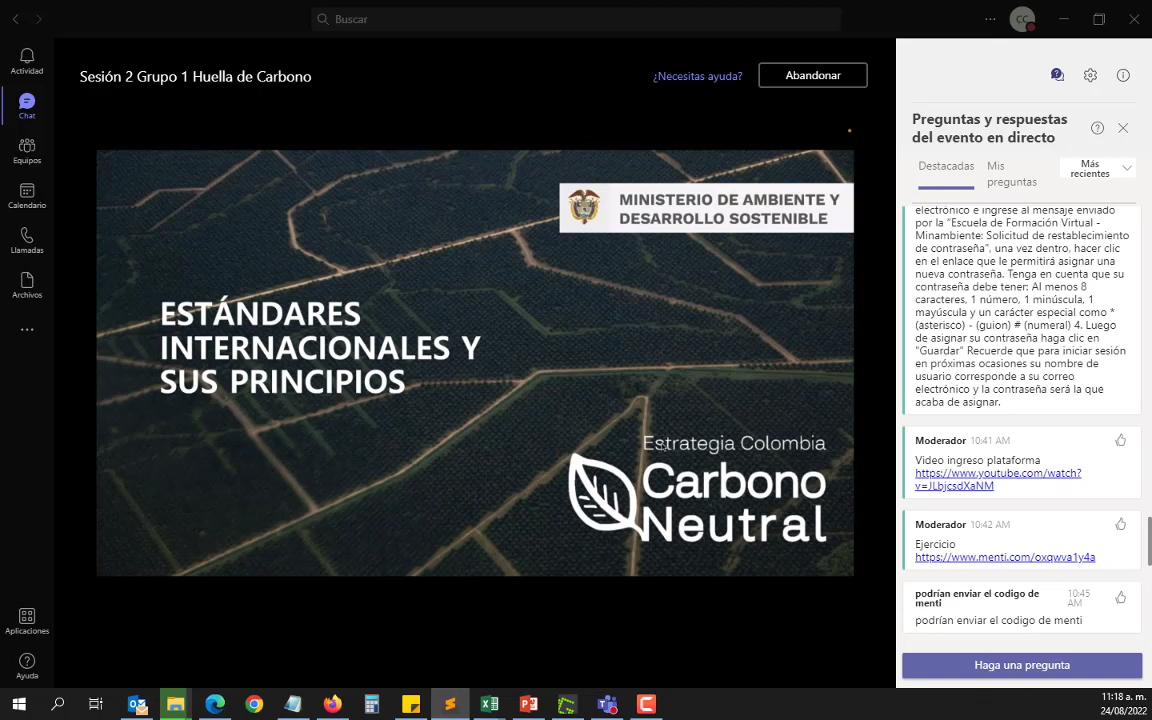 Buscar
CC
Actividad
Chat
Equipos
Calendario
Llamadas
Archivos
Aplicaciones
Ayuda
Sesión 2 Grupo 1 Huella de Carbono
¿Necesitas ayuda?
Abandonar
MINISTERIO DE AMBIENTE Y
DESARROLLO SOSTENIBLE
ESTÁNDARES
INTERNACIONALES Y
SUS PRINCIPIOS
Estrategia Colombia
Carbono
Neutral
Preguntas y respuestas
del evento en directo
Destacadas
Mis
preguntas
Más
recientes
electrónico e ingrese al mensaje enviado
por la "Escuela de Formación Virtual -
Minambiente: Solicitud de restablecimiento
de contraseña", una vez dentro, hacer clic
en el enlace que le permitirá asignar una
nueva contraseña. Tenga en cuenta que su
contraseña debe tener: Al menos 8
caracteres, 1 número, 1 minúscula, 1
mayúscula y un carácter especial como *
(asterisco) - (guion) # (numeral) 4. Luego
de asignar su contraseña haga clic en
"Guardar" Recuerde que para iniciar sesión
en próximas ocasiones su nombre de
usuario corresponde a su correo
electrónico y la contraseña será la que
acaba de asignar.
Moderador 10:41 AM
Video ingreso plataforma
https://www.youtube.com/watch?
v=JLbjcsdXaNM
Moderador 10:42 AM
Ejercicio
https://www.menti.com/oxqwva1y4a
podrían enviar el codigo de
menti
10:45
AM
podrían enviar el codigo de menti
Haga una pregunta
11:18 a. m.
24/08/2022